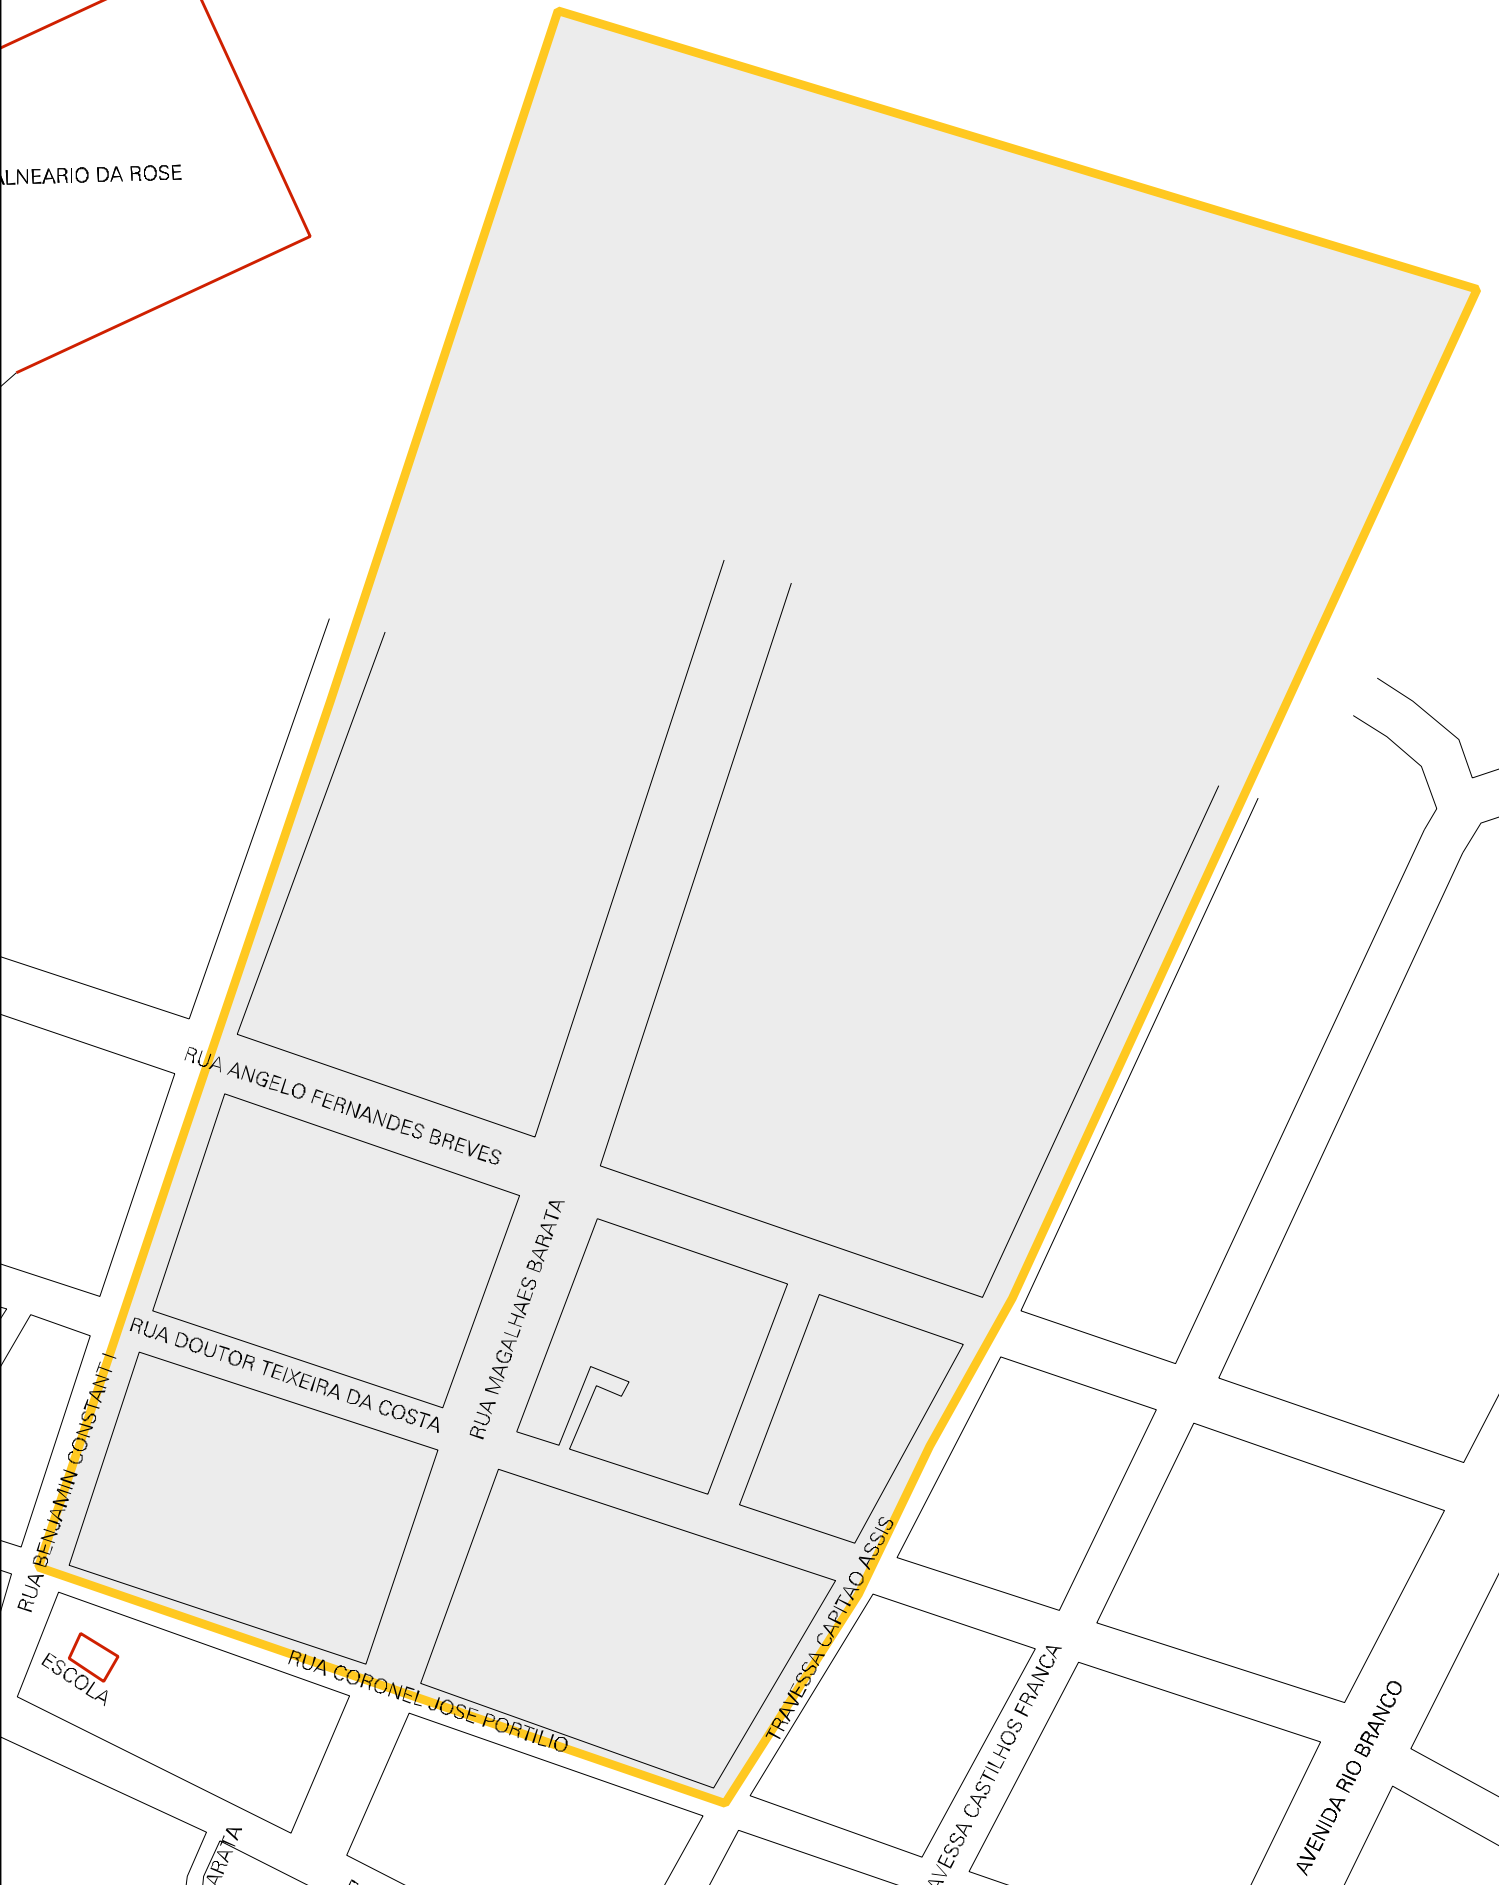 ALNEARIO DA ROSE
RUA ANGELO FERNANDES BREVES
RUA MAGALHAES BARATA
RUA DOUTOR TEIXEIRA DA COSTA
RUA BENJAMIN CONSTANT I
TRAVESSA CAPITAO ASSIS
RUA CORONEL JOSE PORTILIO
ESCOLA
AVESSA CASTILHOS FRANCA
AVENIDA RIO BRANCO
ARATA